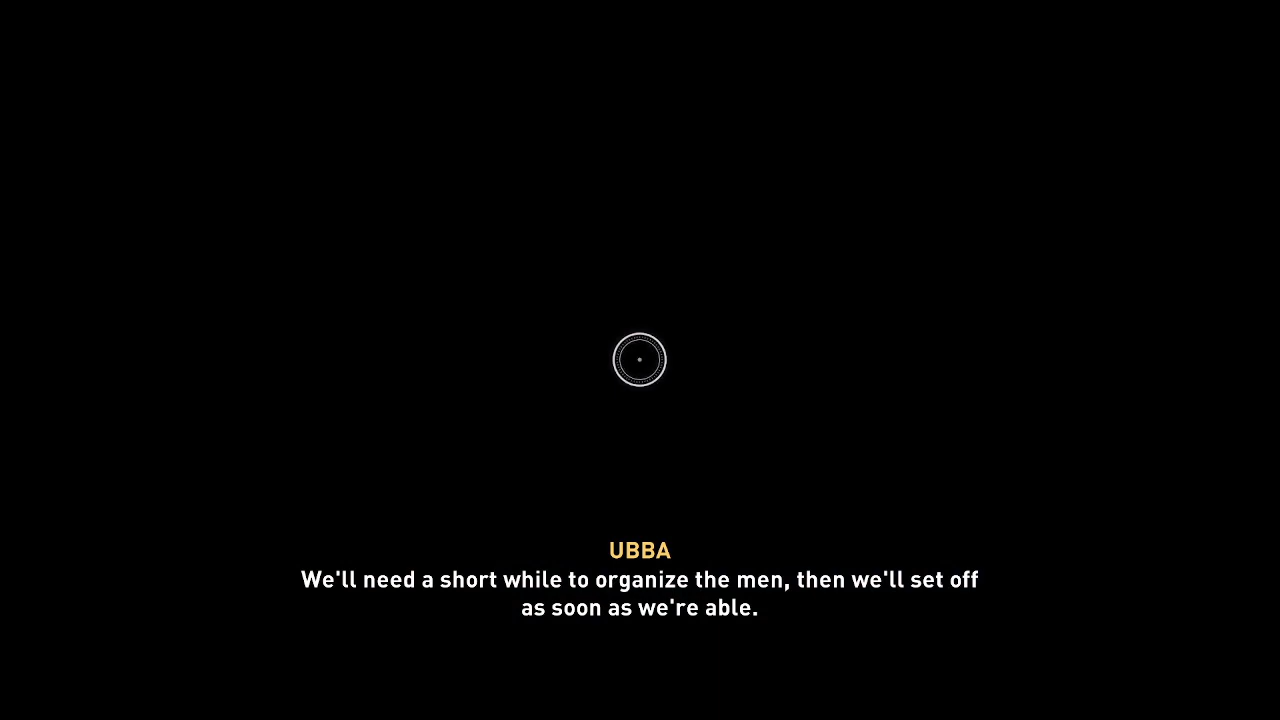 UBBA
We'll need a short while to organize the men, then we'll set off
as soon as we're able.